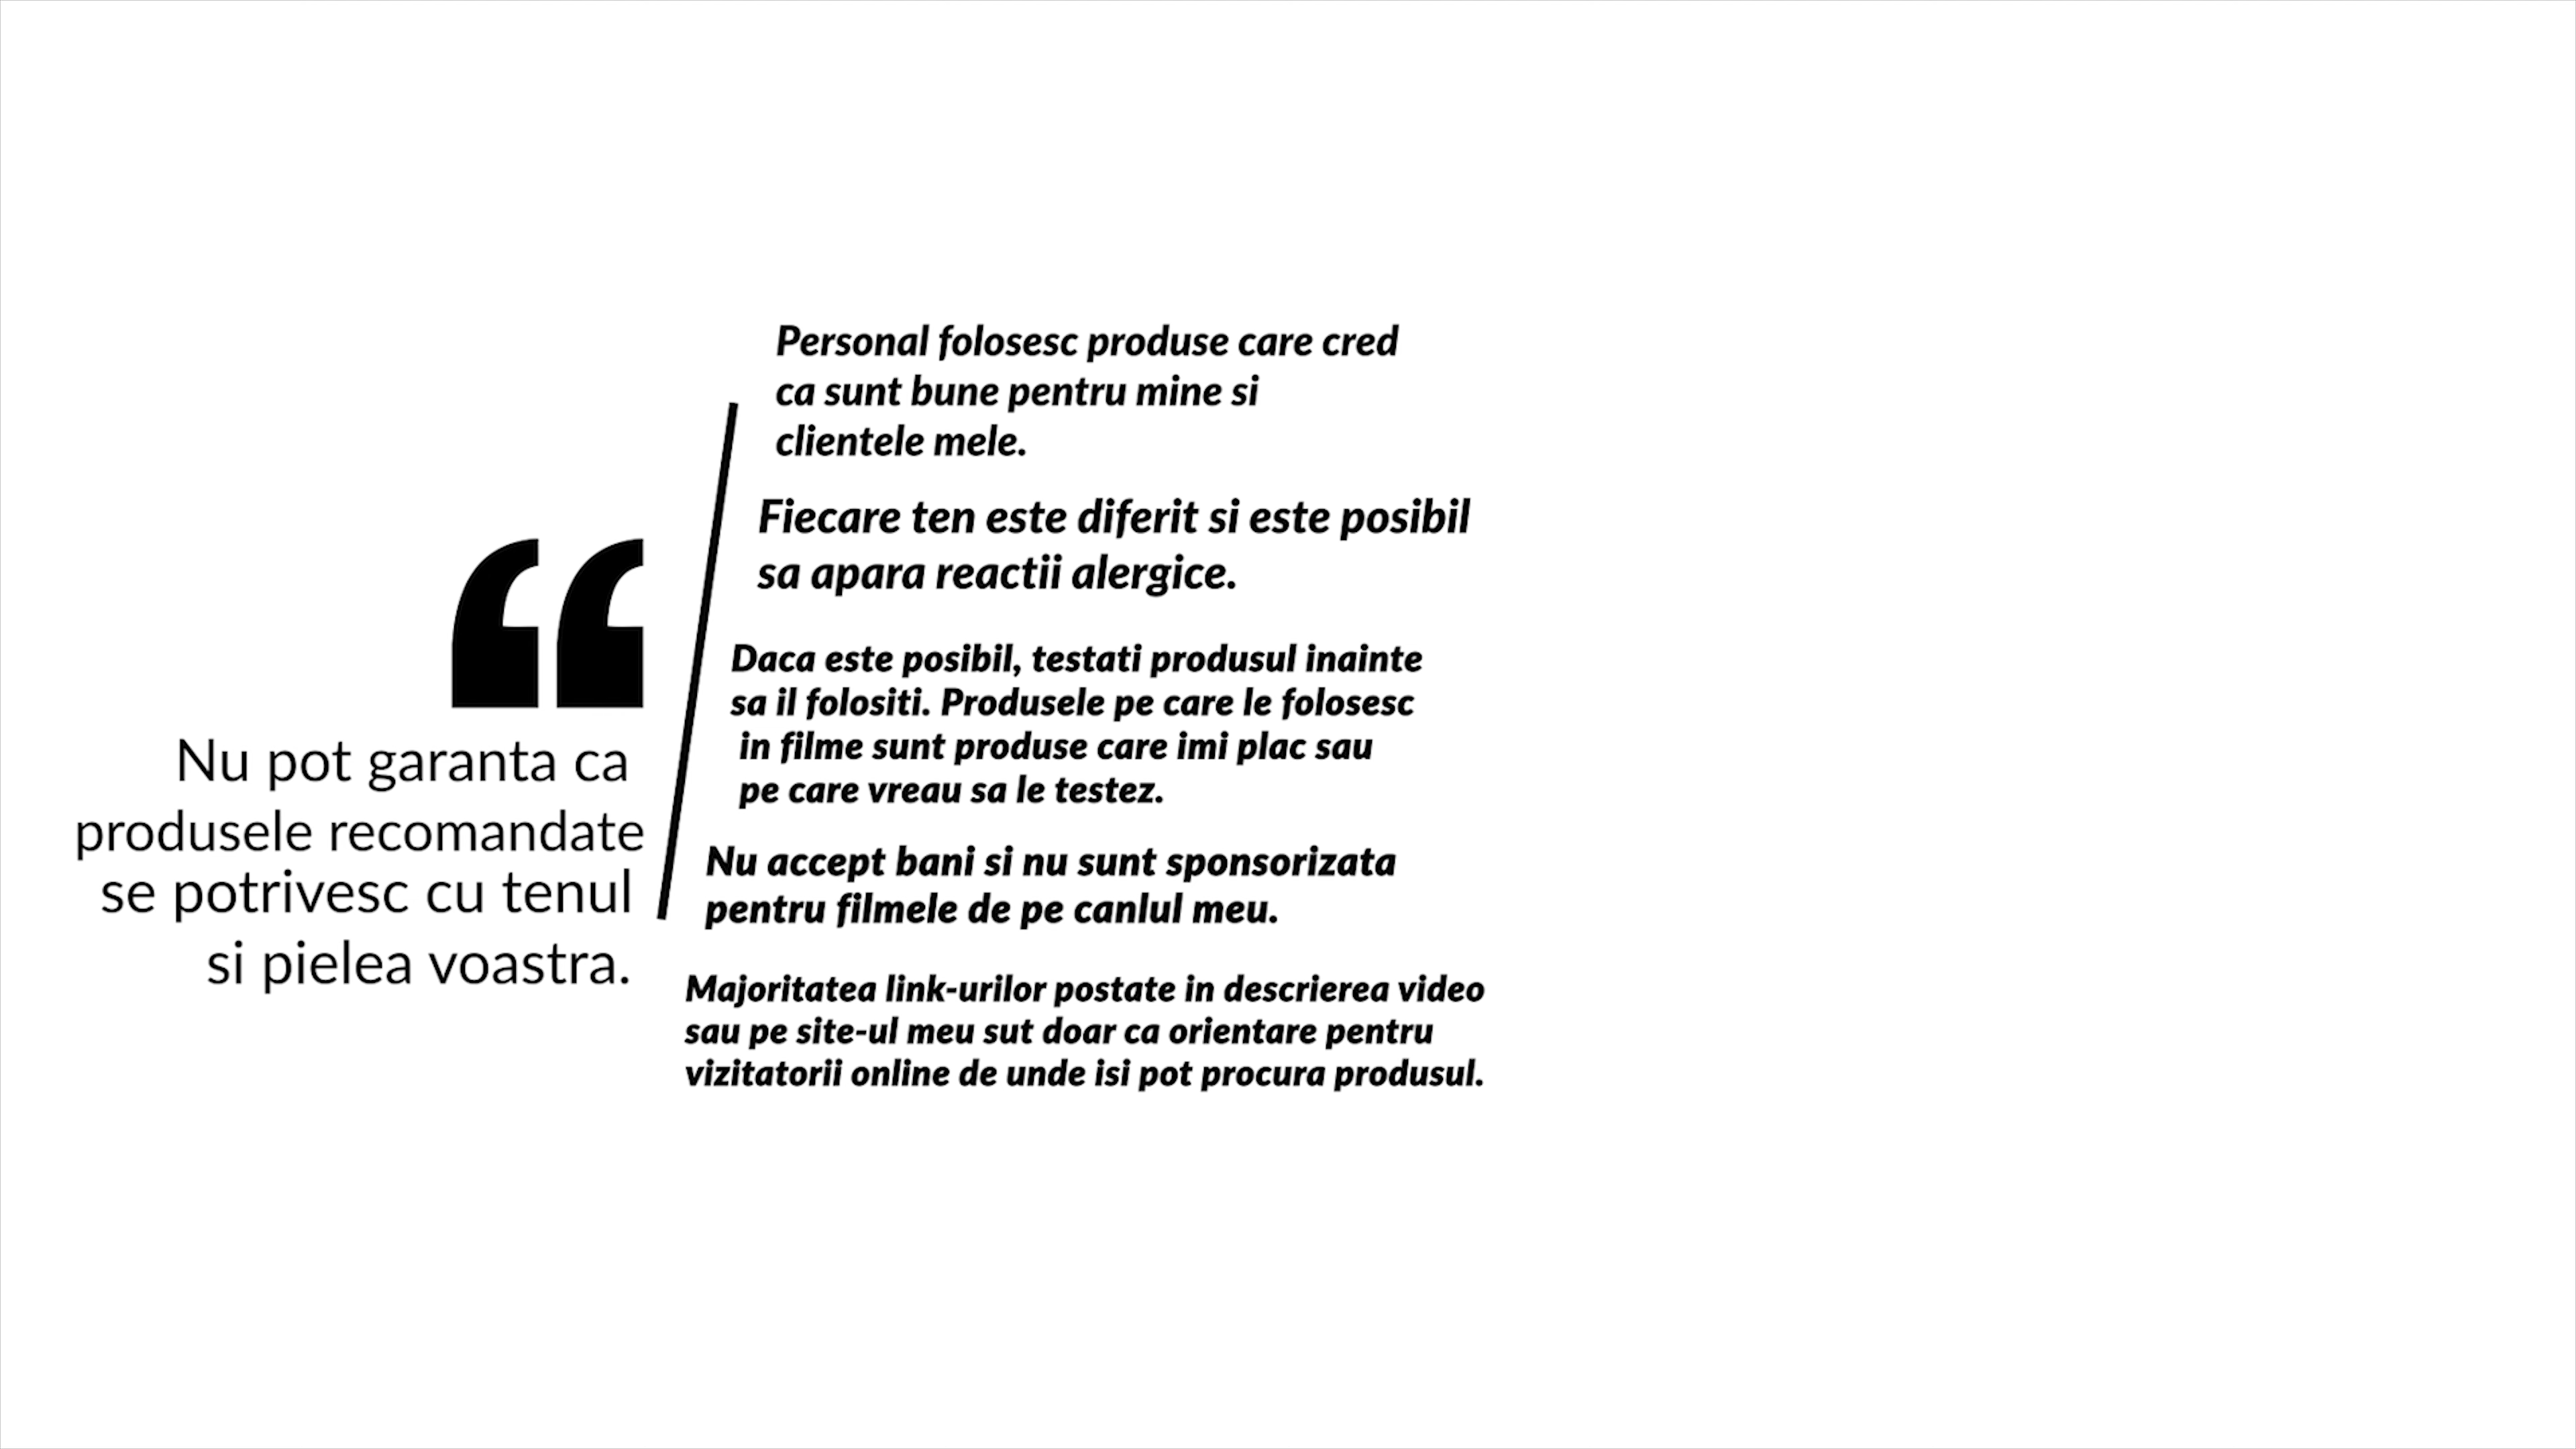 “
Nu pot garanta ca
produsele recomandate
se potrivesc cu tenul
si pielea voastra.
Personal folosesc produse care cred
ca sunt bune pentru mine si
clientele mele.
Fiecare ten este diferit si este posibil
sa apara reactii alergice.
Daca este posibil, testati produsul inainte
sa il folositi. Produsele pe care le folosesc
in filme sunt produse care imi plac sau
pe care vreau sa le testez.
Nu accept bani si nu sunt sponsorizata
pentru filmele de pe canlul meu.
Majoritatea link-urilor postate in descrierea video
sau pe site-ul meu sut doar ca orientare pentru
vizitatorii online de unde isi pot procura produsul.